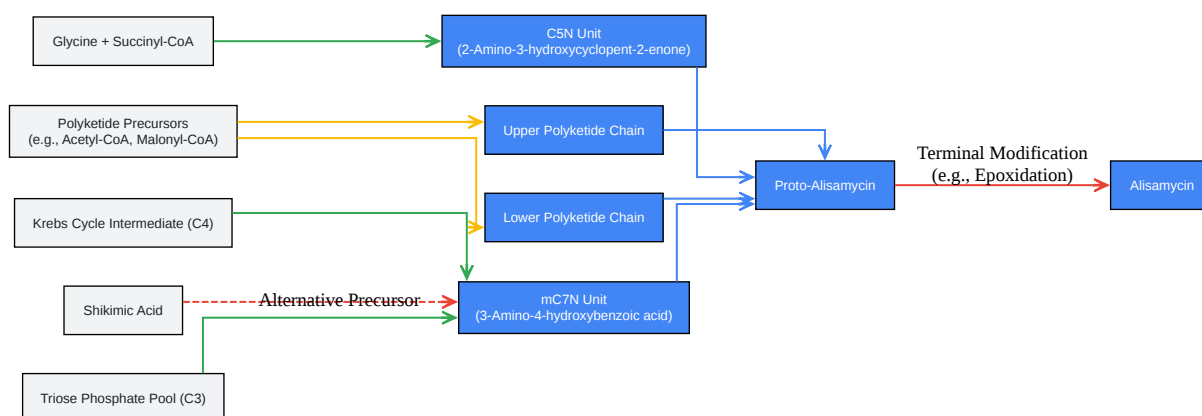 Glycine + Succinyl-CoA
C5N Unit
(2-Amino-3-hydroxycyclopent-2-enone)
Polyketide Precursors
(e.g., Acetyl-CoA, Malonyl-CoA)
Upper Polyketide Chain
Terminal Modification
(e.g., Epoxidation)
Proto-Alisamycin
Alisamycin
Krebs Cycle Intermediate (C4)
Lower Polyketide Chain
Shikimic Acid
Alternative Precursor
mC7N Unit
(3-Amino-4-hydroxybenzoic acid)
Triose Phosphate Pool (C3)